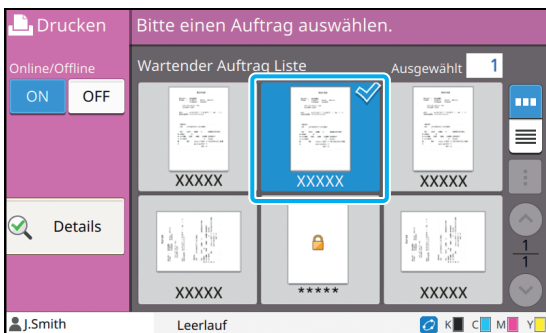 Drucken
Bitte einen Auftrag auswählen.
Online/Offline
ON OFF
Wartender Auftrag Liste
Ausgewählt 1
XXXXX
XXXXX
XXXXX
Details
XXXXX
*****
XXXXX
1
1
J.Smith
Leerlauf
K C M Y